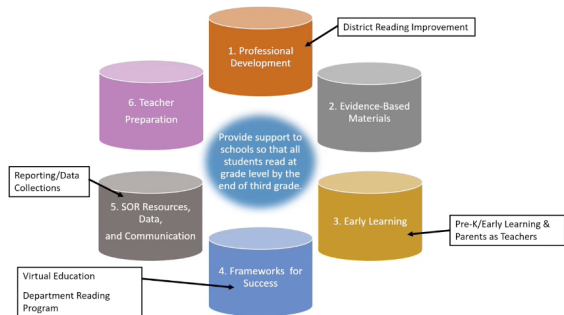 District Reading Improvement
1. Professional
Development
6. Teacher
Preparation
2. Evidence-Based
Materials
Provide support to
schools so that all
students read at
grade level by the
end of third grade.
Reporting/Data
Collections
5. SOR Resources,
Data,
and Communication
3. Early Learning
Pre-K/Early Learning &
Parents as Teachers
4. Frameworks for
Success
Virtual Education
Department Reading
Program